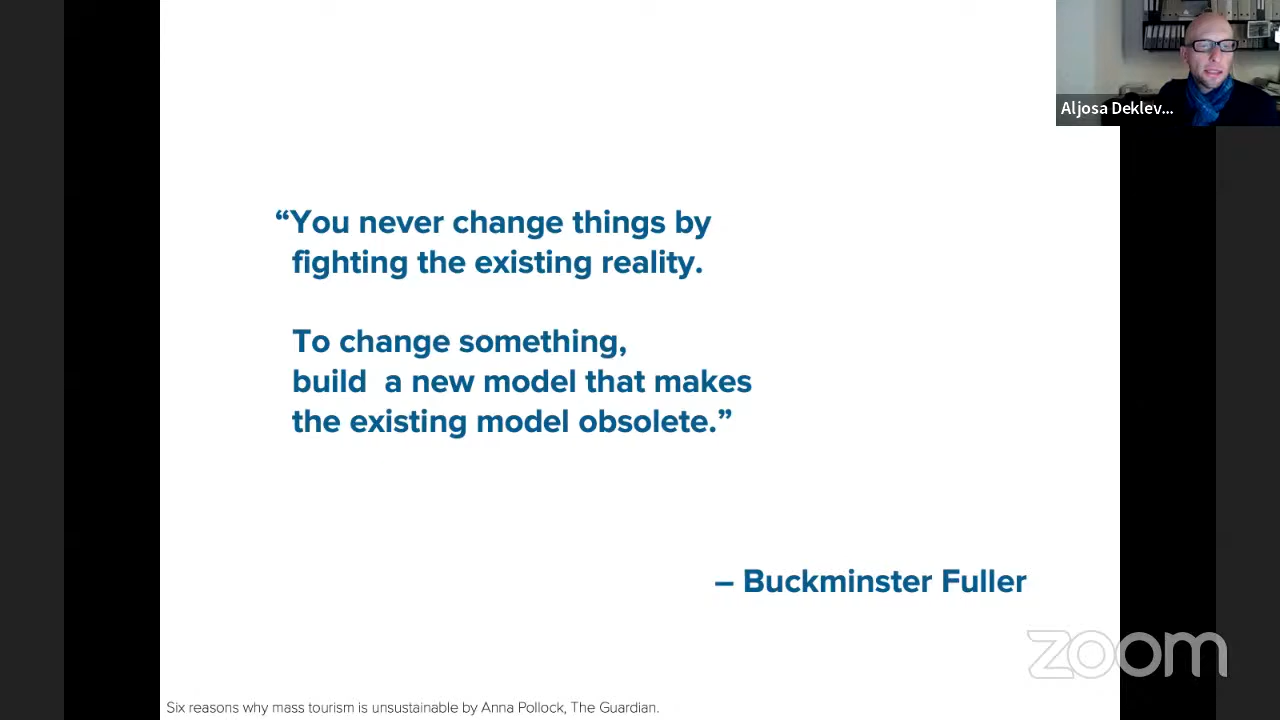 Aljosa Deklev...
“You never change things by
fighting the existing reality.
To change something,
build  a new model that makes
the existing model obsolete.”
– Buckminster Fuller
zoom
Six reasons why mass tourism is unsustainable by Anna Pollock, The Guardian.